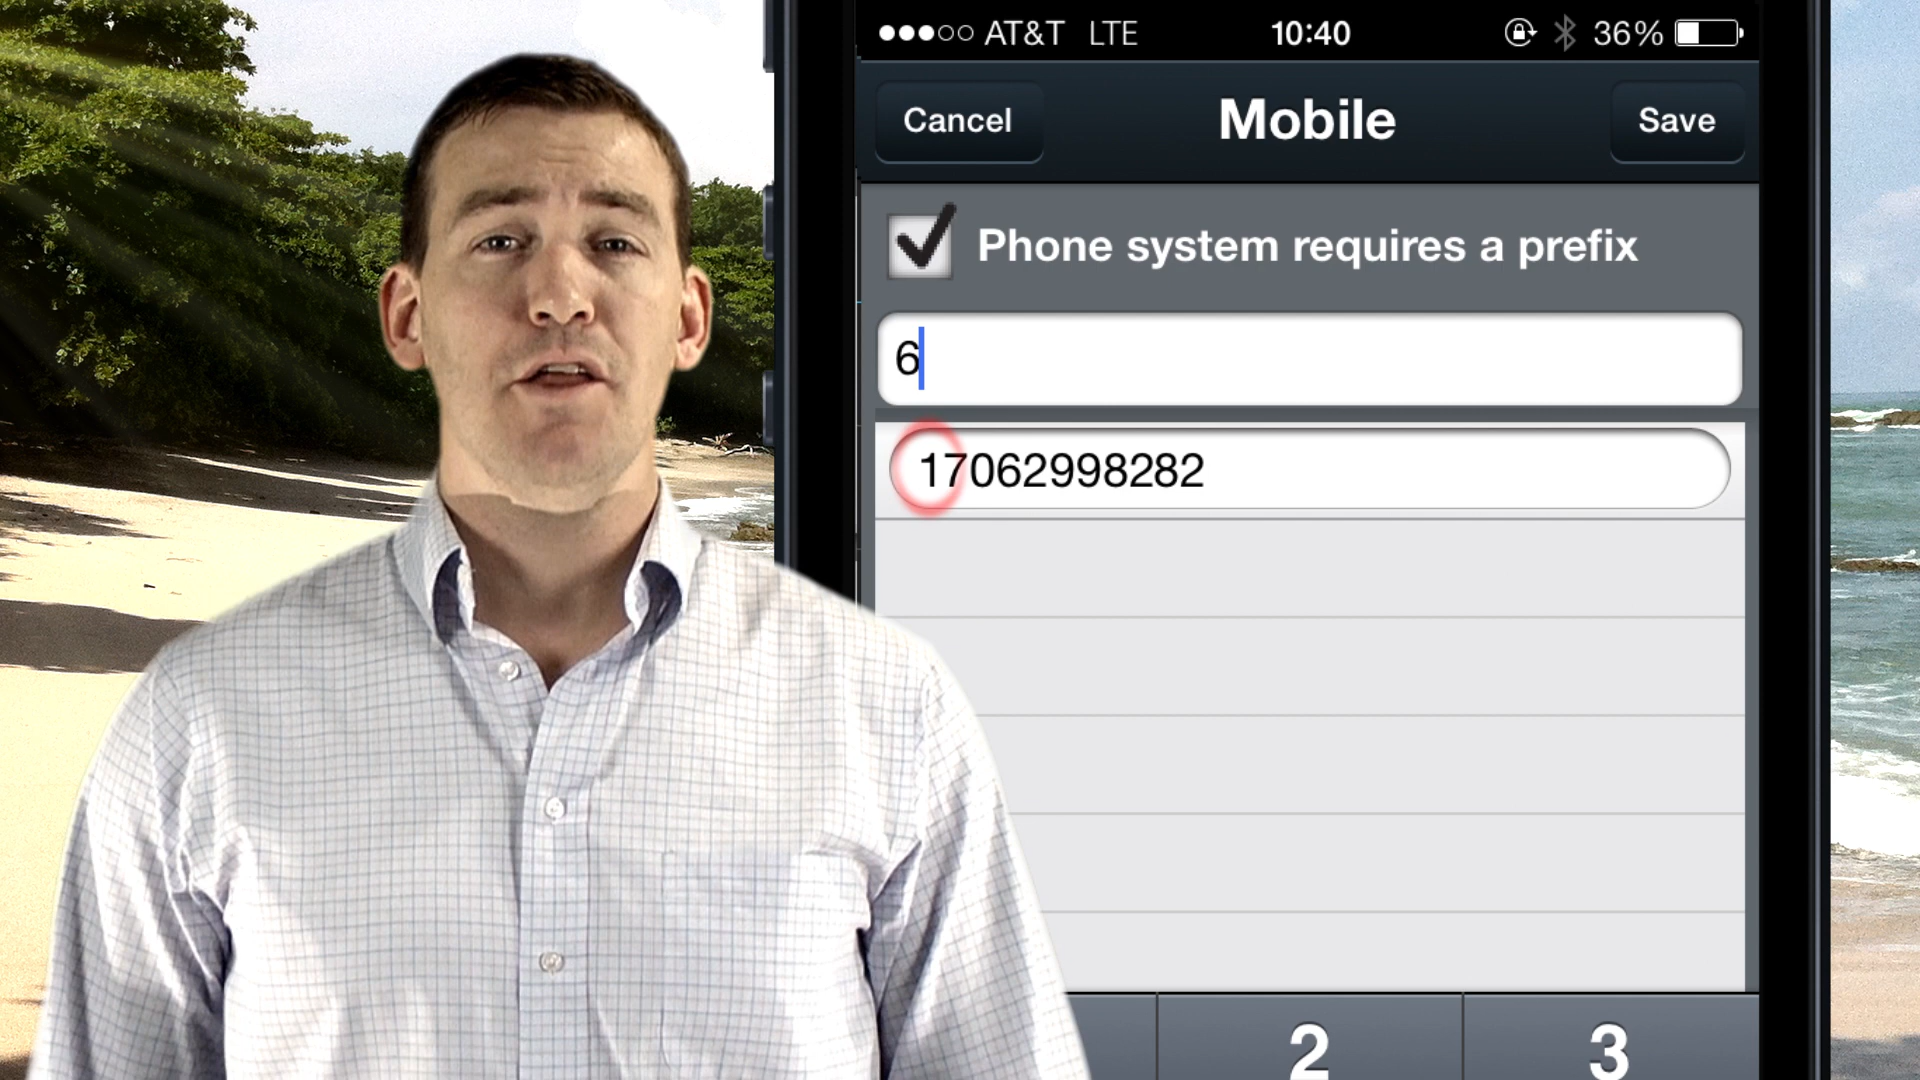 AT&T LTE 10:40 36%
Cancel Mobile Save
Phone system requires a prefix
6
17062998282
2 3